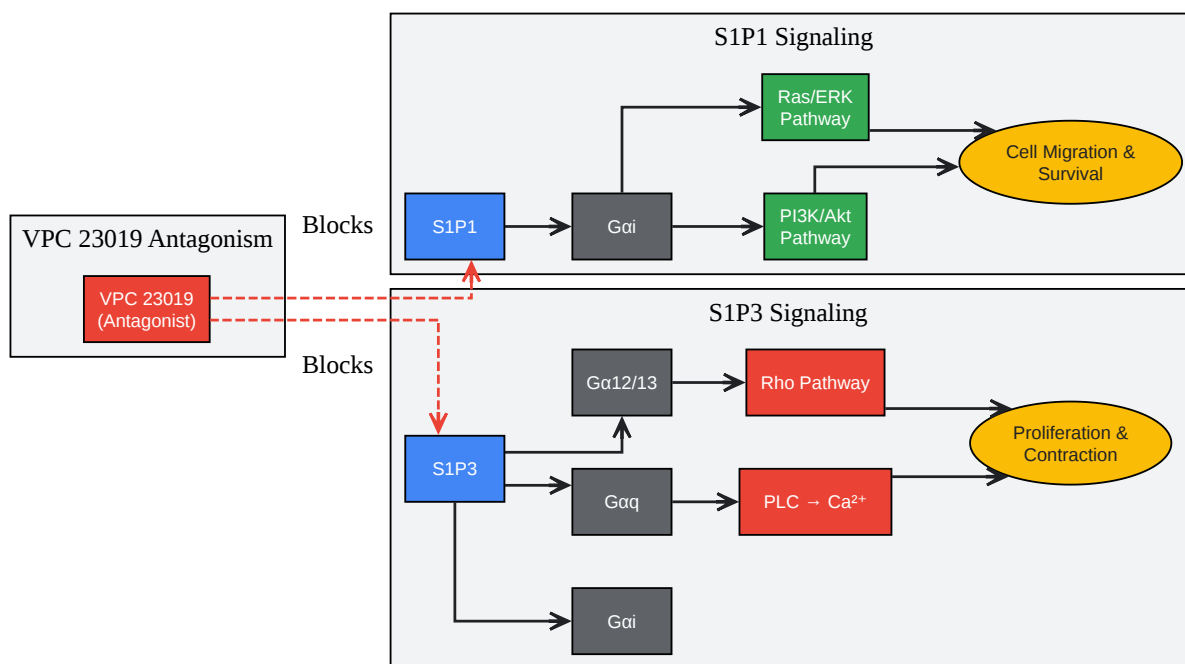 S1P1 Signaling
Ras/ERK
Pathway
Cell Migration &
Survival
Blocks
S1P1
Gαi
PI3K/Akt
Pathway
VPC 23019 Antagonism
VPC 23019
(Antagonist)
Blocks
S1P3 Signaling
Gα12/13
Rho Pathway
Proliferation &
Contraction
S1P3
Gαq
PLC → Ca²⁺
Gαi